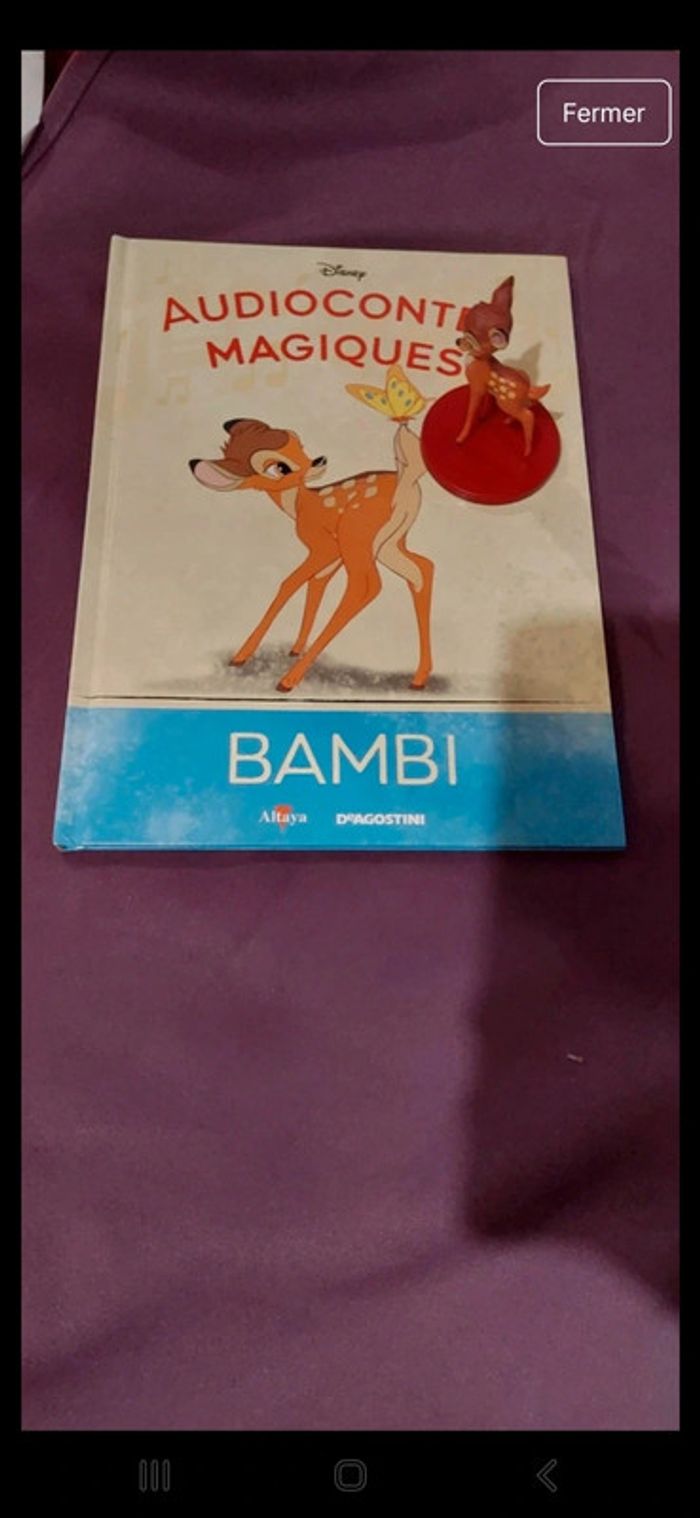 Fermer
Disney
AUDIOCONT
MAGIQUES
BAMBI
Altaya DeAGOSTINI